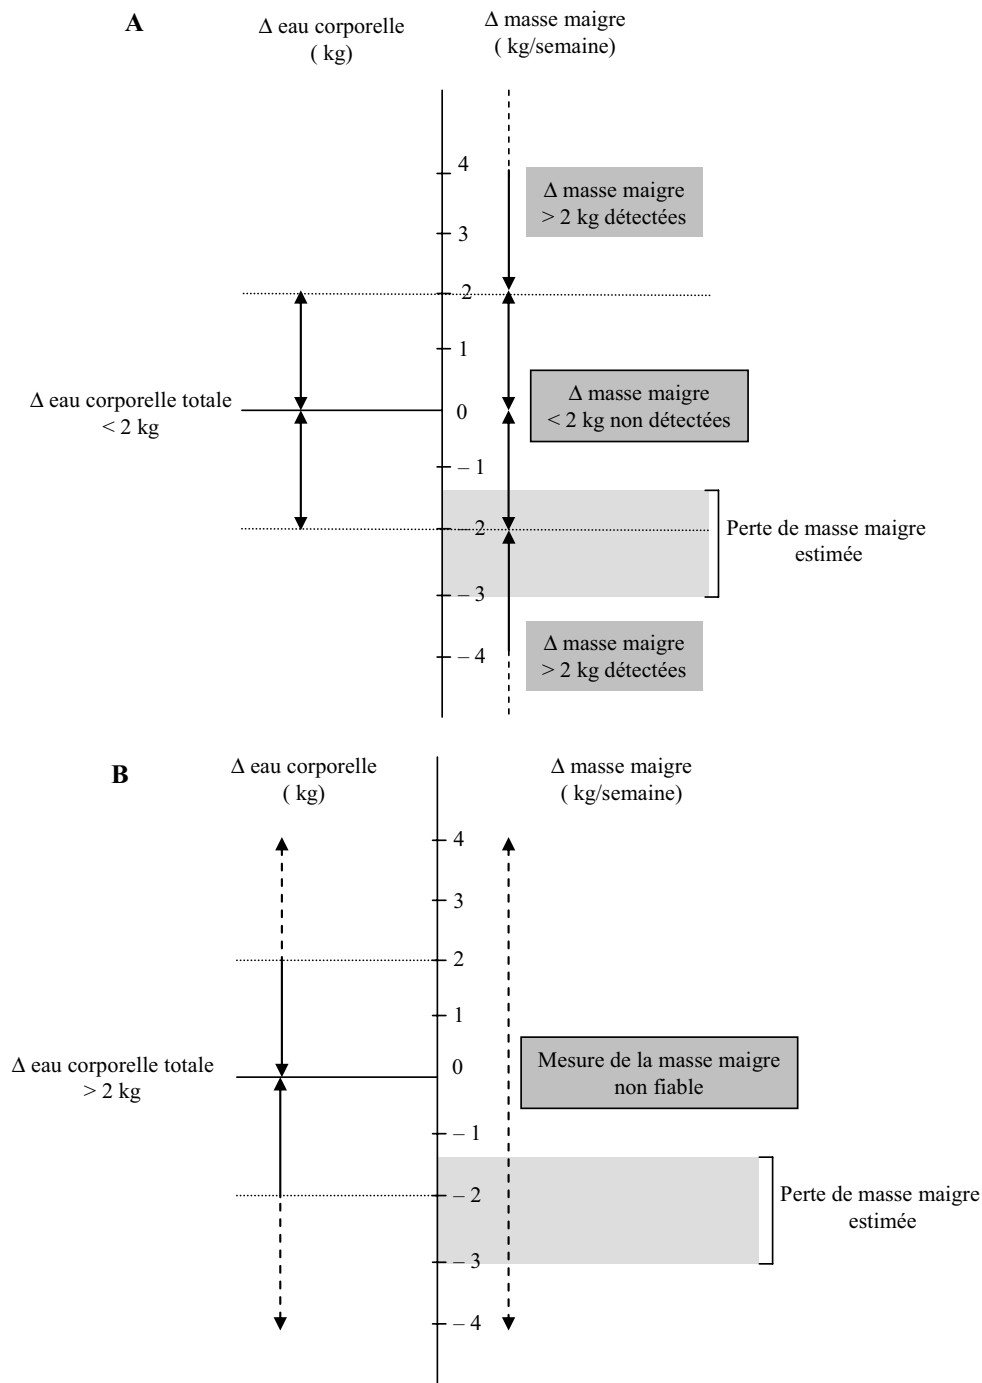 A
Δ eau corporelle
( kg)
Δ masse maigre
( kg/semaine)
4
Δ masse maigre
> 2 kg détectées
3
2
1
Δ eau corporelle totale
< 2 kg
0
Δ masse maigre
< 2 kg non détectées
– 1
– 2
Perte de masse maigre
estimée
– 3
Δ masse maigre
> 2 kg détectées
– 4
B
Δ eau corporelle
( kg)
Δ masse maigre
( kg/semaine)
4
3
2
1
Δ eau corporelle totale
> 2 kg
0
Mesure de la masse maigre
non fiable
– 1
– 2
Perte de masse maigre
estimée
– 3
– 4